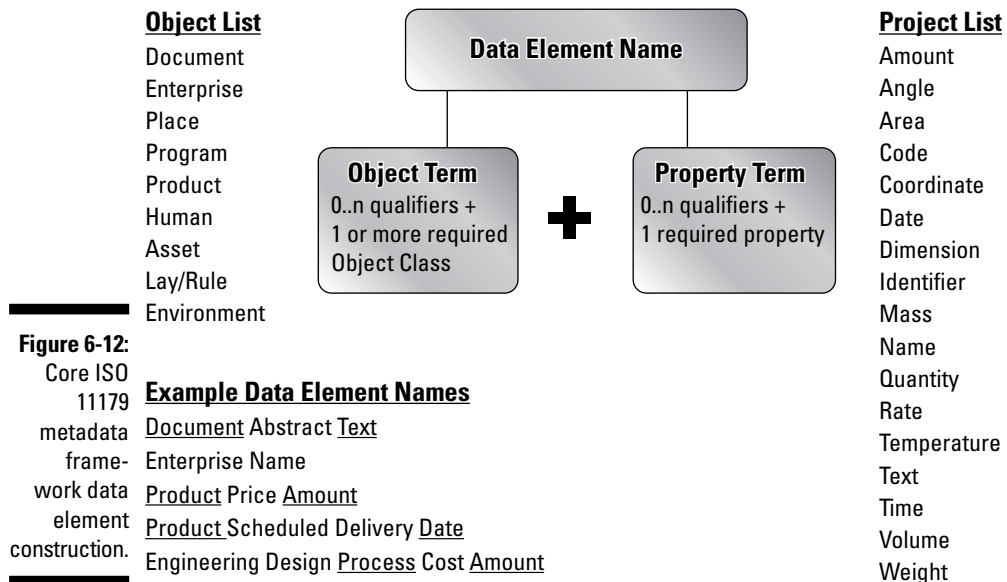 Object List
Document
Enterprise
Place
Program
Product
Human
Asset
Lay/Rule
Environment
Data Element Name
Object Term
0..n qualifiers +
1 or more required
Object Class
+
Property Term
0..n qualifiers +
1 required property
Project List
Amount
Angle
Area
Code
Coordinate
Date
Dimension
Identifier
Mass
Name
Quantity
Rate
Temperature
Text
Time
Volume
Weight
Figure 6-12:
Core ISO
11179
metadata
frame-
work data
element
construction.
Example Data Element Names
Document Abstract Text
Enterprise Name
Product Price Amount
Product Scheduled Delivery Date
Engineering Design Process Cost Amount